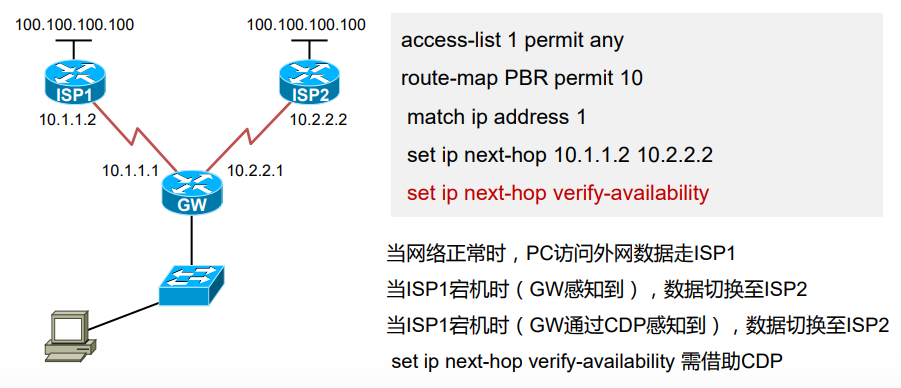 100.100.100.100
100.100.100.100
ISP1
ISP2
10.1.1.2
10.2.2.2
10.1.1.1
10.2.2.1
GW
access-list 1 permit any
route-map PBR permit 10
match ip address 1
set ip next-hop 10.1.1.2 10.2.2.2
set ip next-hop verify-availability
当网络正常时，PC访问外网数据走ISP1
当ISP1宕机时（GW感知到），数据切换至ISP2
当ISP1宕机时（GW通过CDP感知到），数据切换至ISP2
set ip next-hop verify-availability 需借助CDP